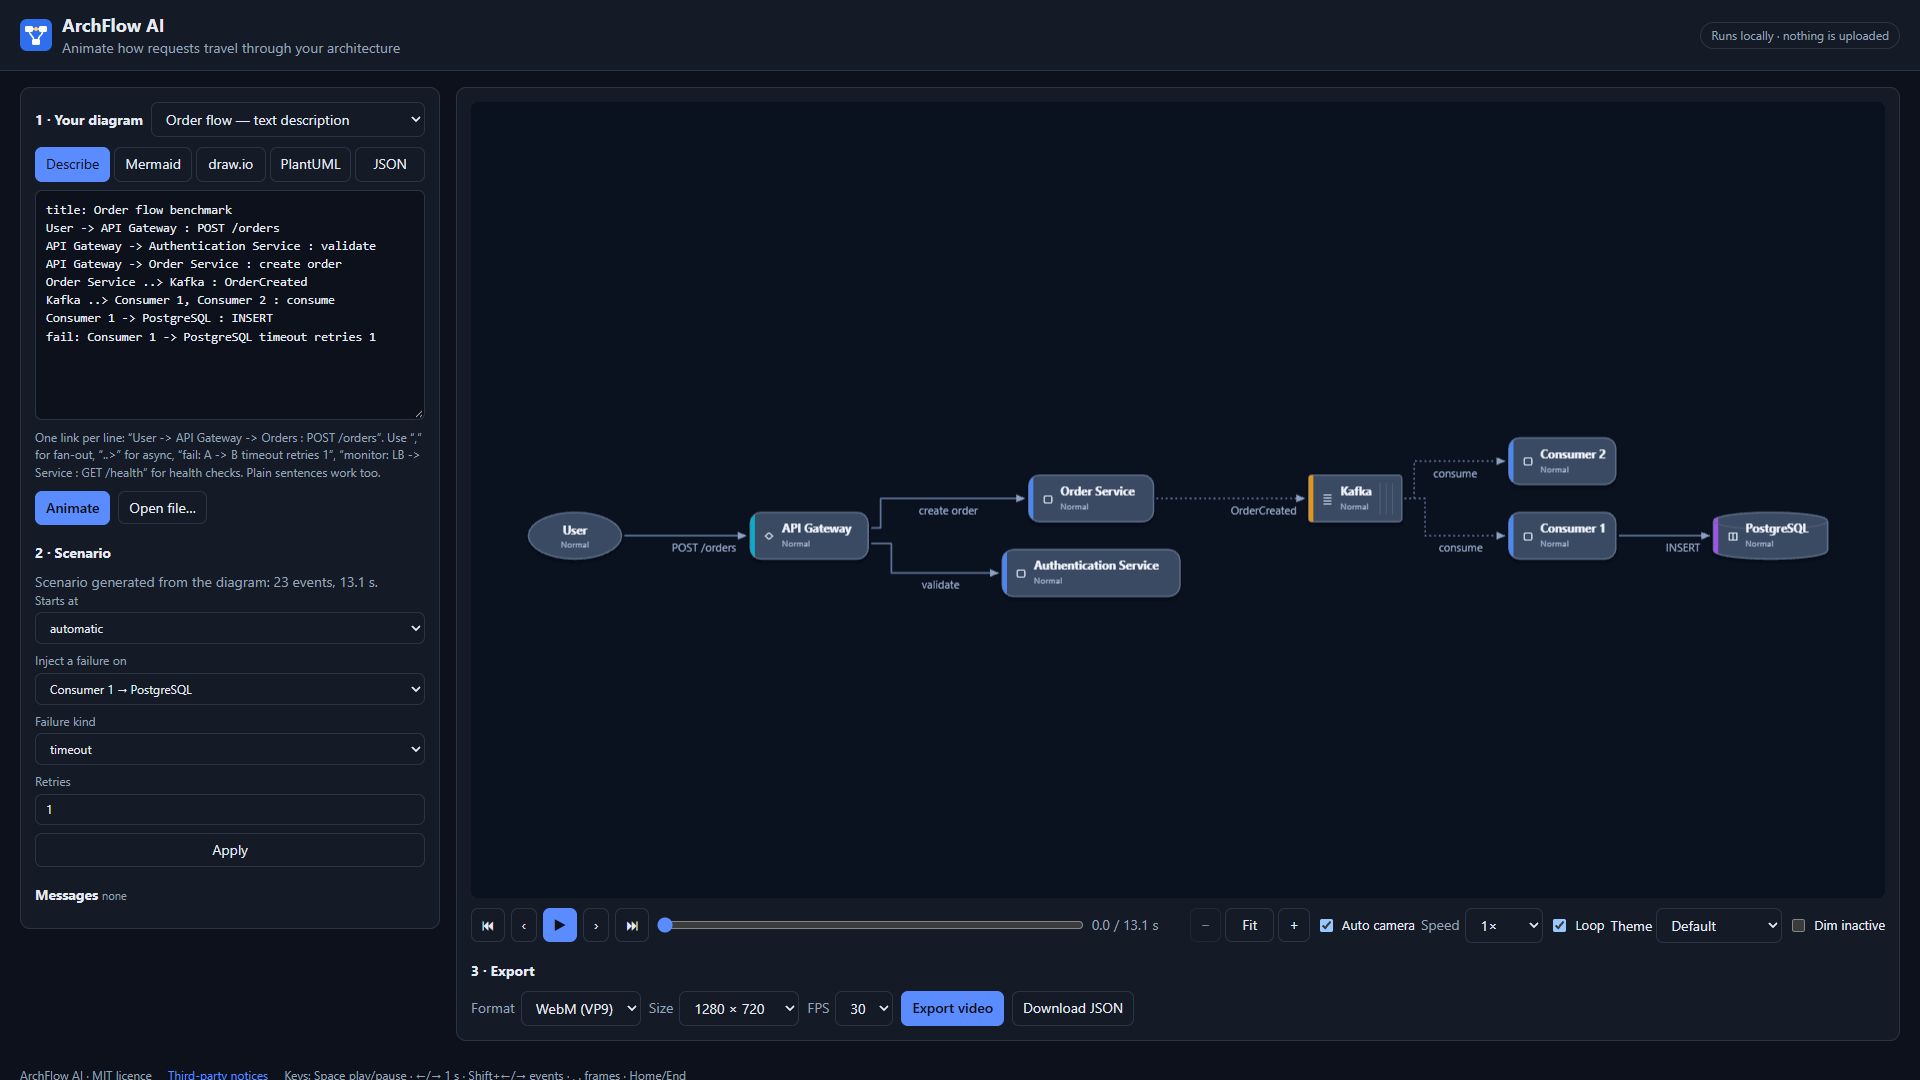 ArchFlow AI
Animate how requests travel through your architecture
Runs locally · nothing is uploaded
1 · Your diagram
Order flow — text description
Describe
Mermaid
draw.io
PlantUML
JSON
title: Order flow benchmark
User -> API Gateway : POST /orders
API Gateway -> Authentication Service : validate
API Gateway -> Order Service : create order
Order Service ..> Kafka : OrderCreated
Kafka ..> Consumer 1, Consumer 2 : consume
Consumer 1 -> PostgreSQL : INSERT
fail: Consumer 1 -> PostgreSQL timeout retries 1
One link per line: “User -> API Gateway -> Orders : POST /orders”. Use “,”
for fan-out, “..>” for async, “fail: A -> B timeout retries 1”, “monitor: LB ->
Service : GET /health” for health checks. Plain sentences work too.
Animate
Open file...
2 · Scenario
Scenario generated from the diagram: 23 events, 13.1 s.
Starts at
automatic
Inject a failure on
Consumer 1 → PostgreSQL
Failure kind
timeout
Retries
1
Apply
Messages none
User
Normal
POST /orders
API Gateway
Normal
create order
validate
Order Service
Normal
Authentication Service
Normal
OrderCreated
Kafka
Normal
consume
consume
Consumer 2
Normal
Consumer 1
Normal
INSERT
PostgreSQL
Normal
0.0 / 13.1 s
Fit
Auto camera
Speed
1×
Loop
Theme
Default
Dim inactive
3 · Export
Format
WebM (VP9)
Size
1280 × 720
FPS
30
Export video
Download JSON
ArchFlow AI · MIT licence
Third-party notices
Keys: Space play/pause · ←/→ 1 s · Shift+←/→ events · , . frames · Home/End